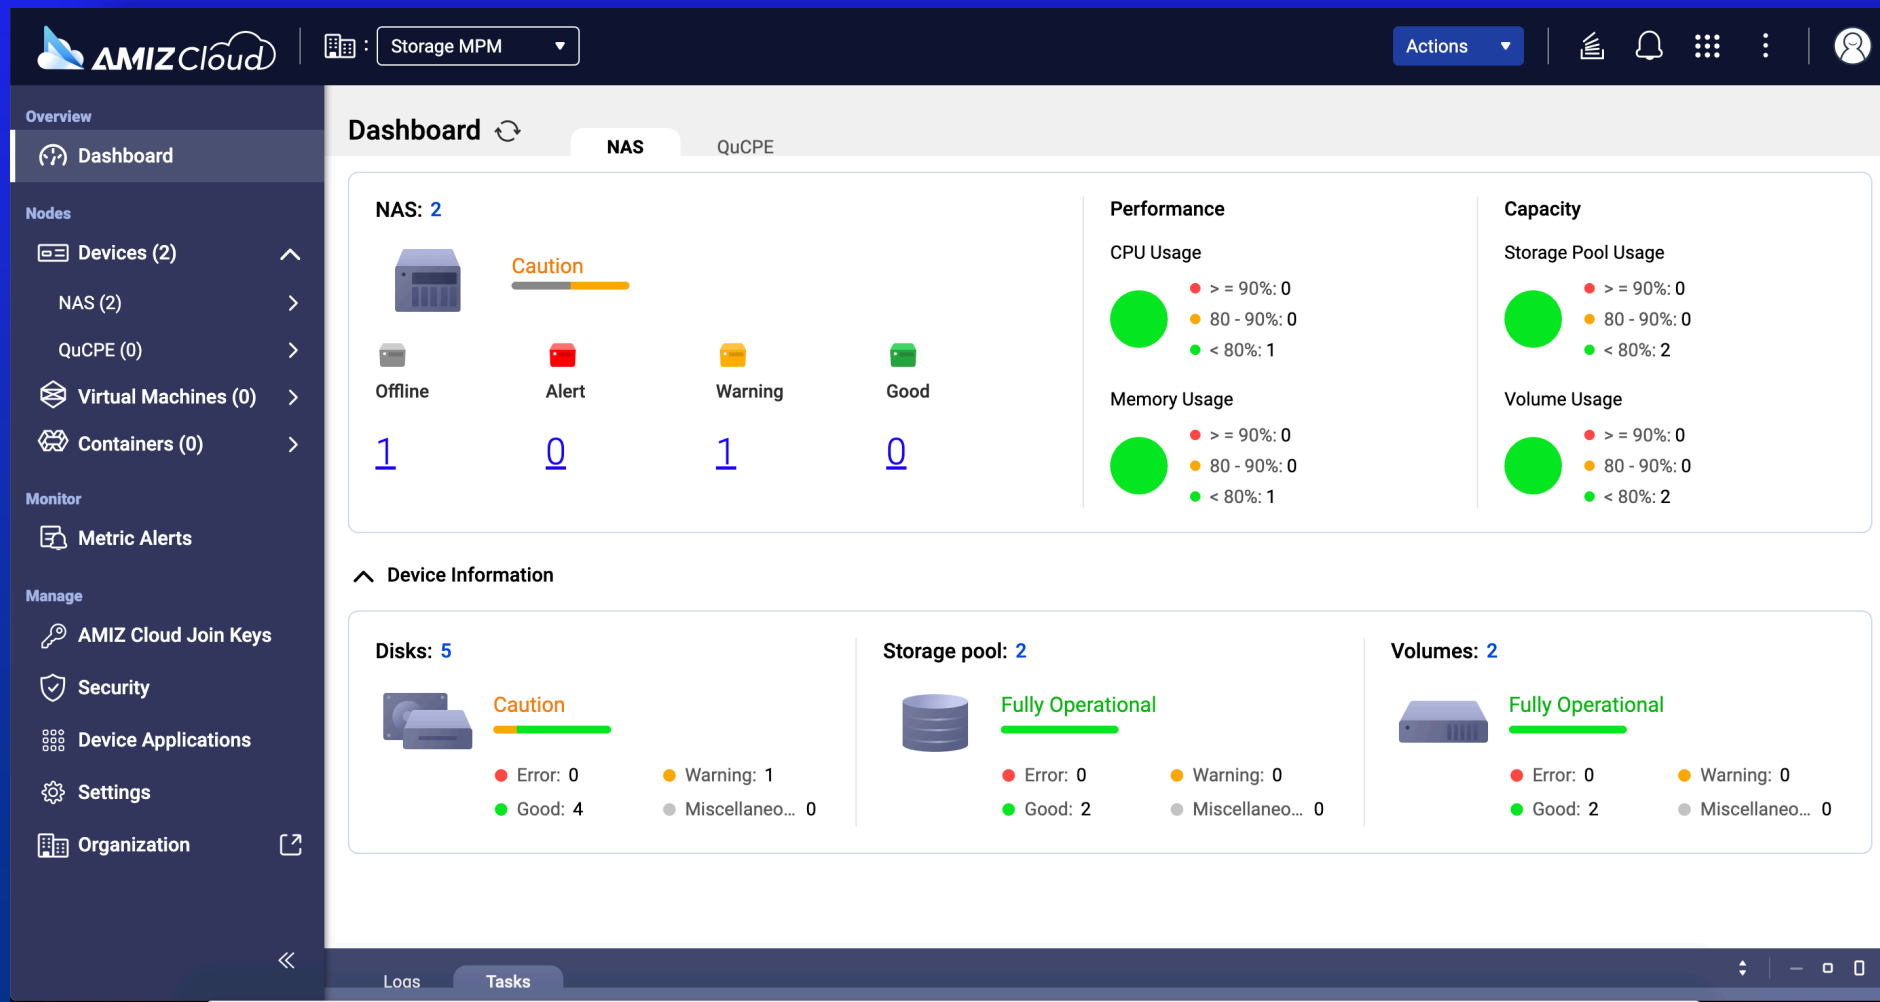 AMIZCloud
:
Storage MPM
Actions
Overview
Dashboard
Nodes
Devices (2)
NAS (2)
QuCPE (0)
Virtual Machines (0)
Containers (0)
Monitor
Metric Alerts
Manage
AMIZ Cloud Join Keys
Security
Device Applications
Settings
Organization
Dashboard
NAS
QuCPE
NAS: 2
Caution
Offline
1
Alert
0
Warning
1
Good
0
Performance
CPU Usage
> = 90%: 0
80 - 90%: 0
< 80%: 1
Memory Usage
> = 90%: 0
80 - 90%: 0
< 80%: 1
Capacity
Storage Pool Usage
> = 90%: 0
80 - 90%: 0
< 80%: 2
Volume Usage
> = 90%: 0
80 - 90%: 0
< 80%: 2
Device Information
Disks: 5
Caution
Error: 0
Warning: 1
Good: 4
Miscellaneo... 0
Storage pool: 2
Fully Operational
Error: 0
Warning: 0
Good: 2
Miscellaneo... 0
Volumes: 2
Fully Operational
Error: 0
Warning: 0
Good: 2
Miscellaneo... 0
Logs
Tasks